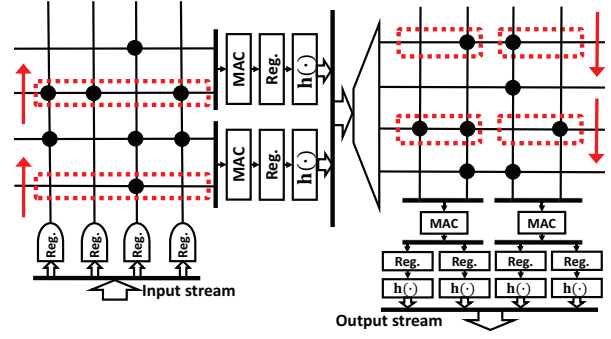 MAC
Reg.
h(·)
MAC
Reg.
h(·)
Reg.
Reg.
Reg.
Reg.
Input stream
MAC
MAC
Reg.
Reg.
Reg.
Reg.
h(·)
h(·)
h(·)
h(·)
Output stream